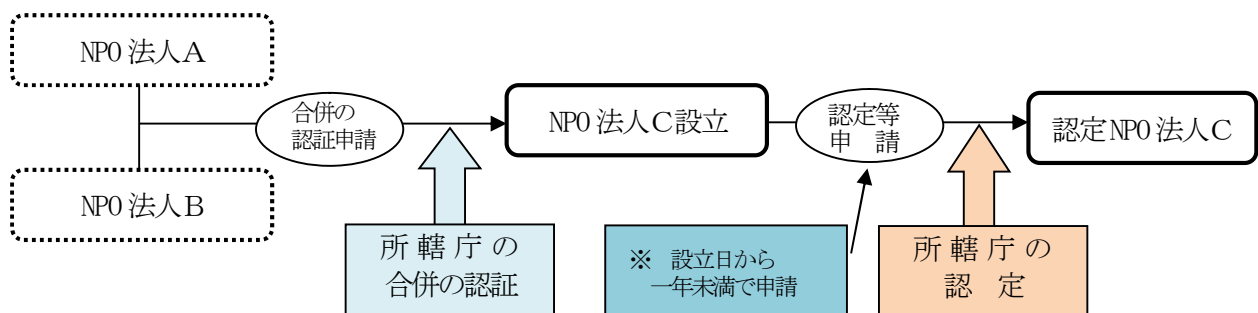 NPO法人A
NPO法人B
合併の
認証申請
NPO法人C設立
認定等
申　請
認定NPO法人C
所 轄 庁 の
合併の認証
※　設立日から
一年未満で申請
所 轄 庁 の
認　定